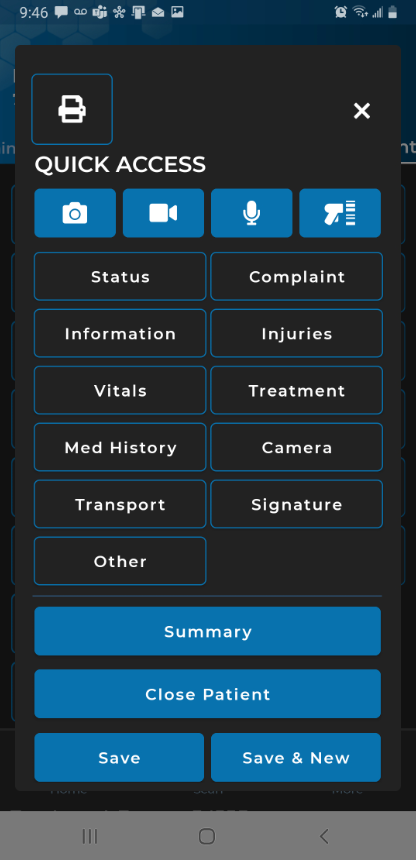 9:46
QUICK ACCESS
Status Complaint
Information Injuries
Vitals Treatment
Med History Camera
Transport Signature
Other
Summary
Close Patient
Save Save & New